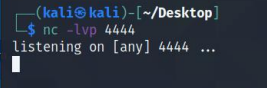 ┌──(kali㉿kali)-[~/Desktop]
└─$ nc -lvp 4444
listening on [any] 4444 ...